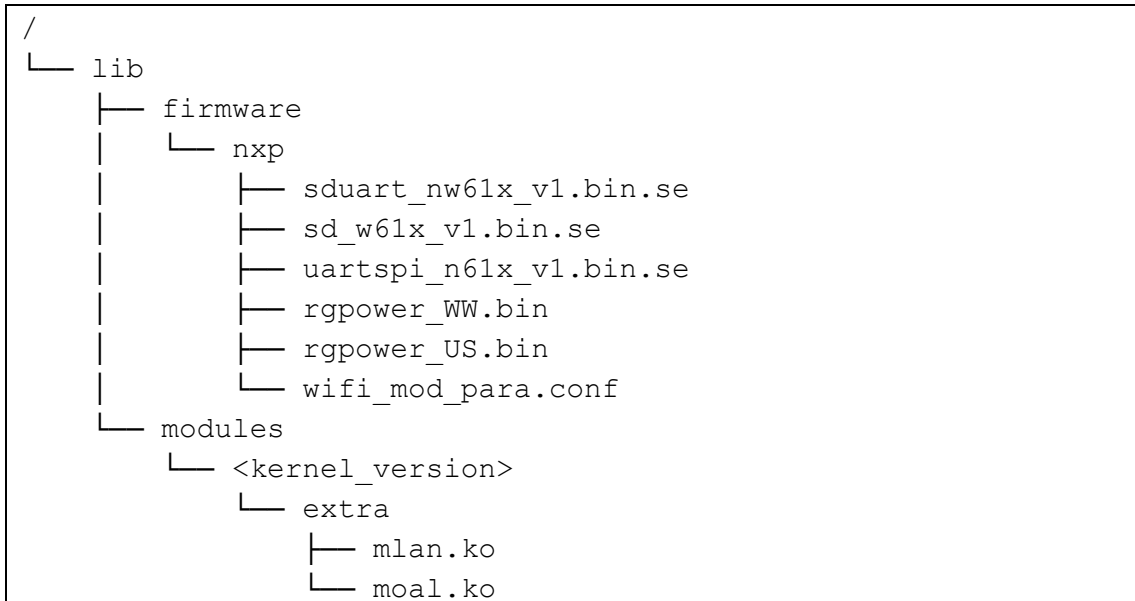 /
└── lib
    ├── firmware
    │   └── nxp
    │       ├── sduart_nw61x_v1.bin.se
    │       ├── sd_w61x_v1.bin.se
    │       ├── uartspi_n61x_v1.bin.se
    │       ├── rgpower_WW.bin
    │       ├── rgpower_US.bin
    │       └── wifi_mod_para.conf
    └── modules
        └── <kernel_version>
            └── extra
                ├── mlan.ko
                └── moal.ko